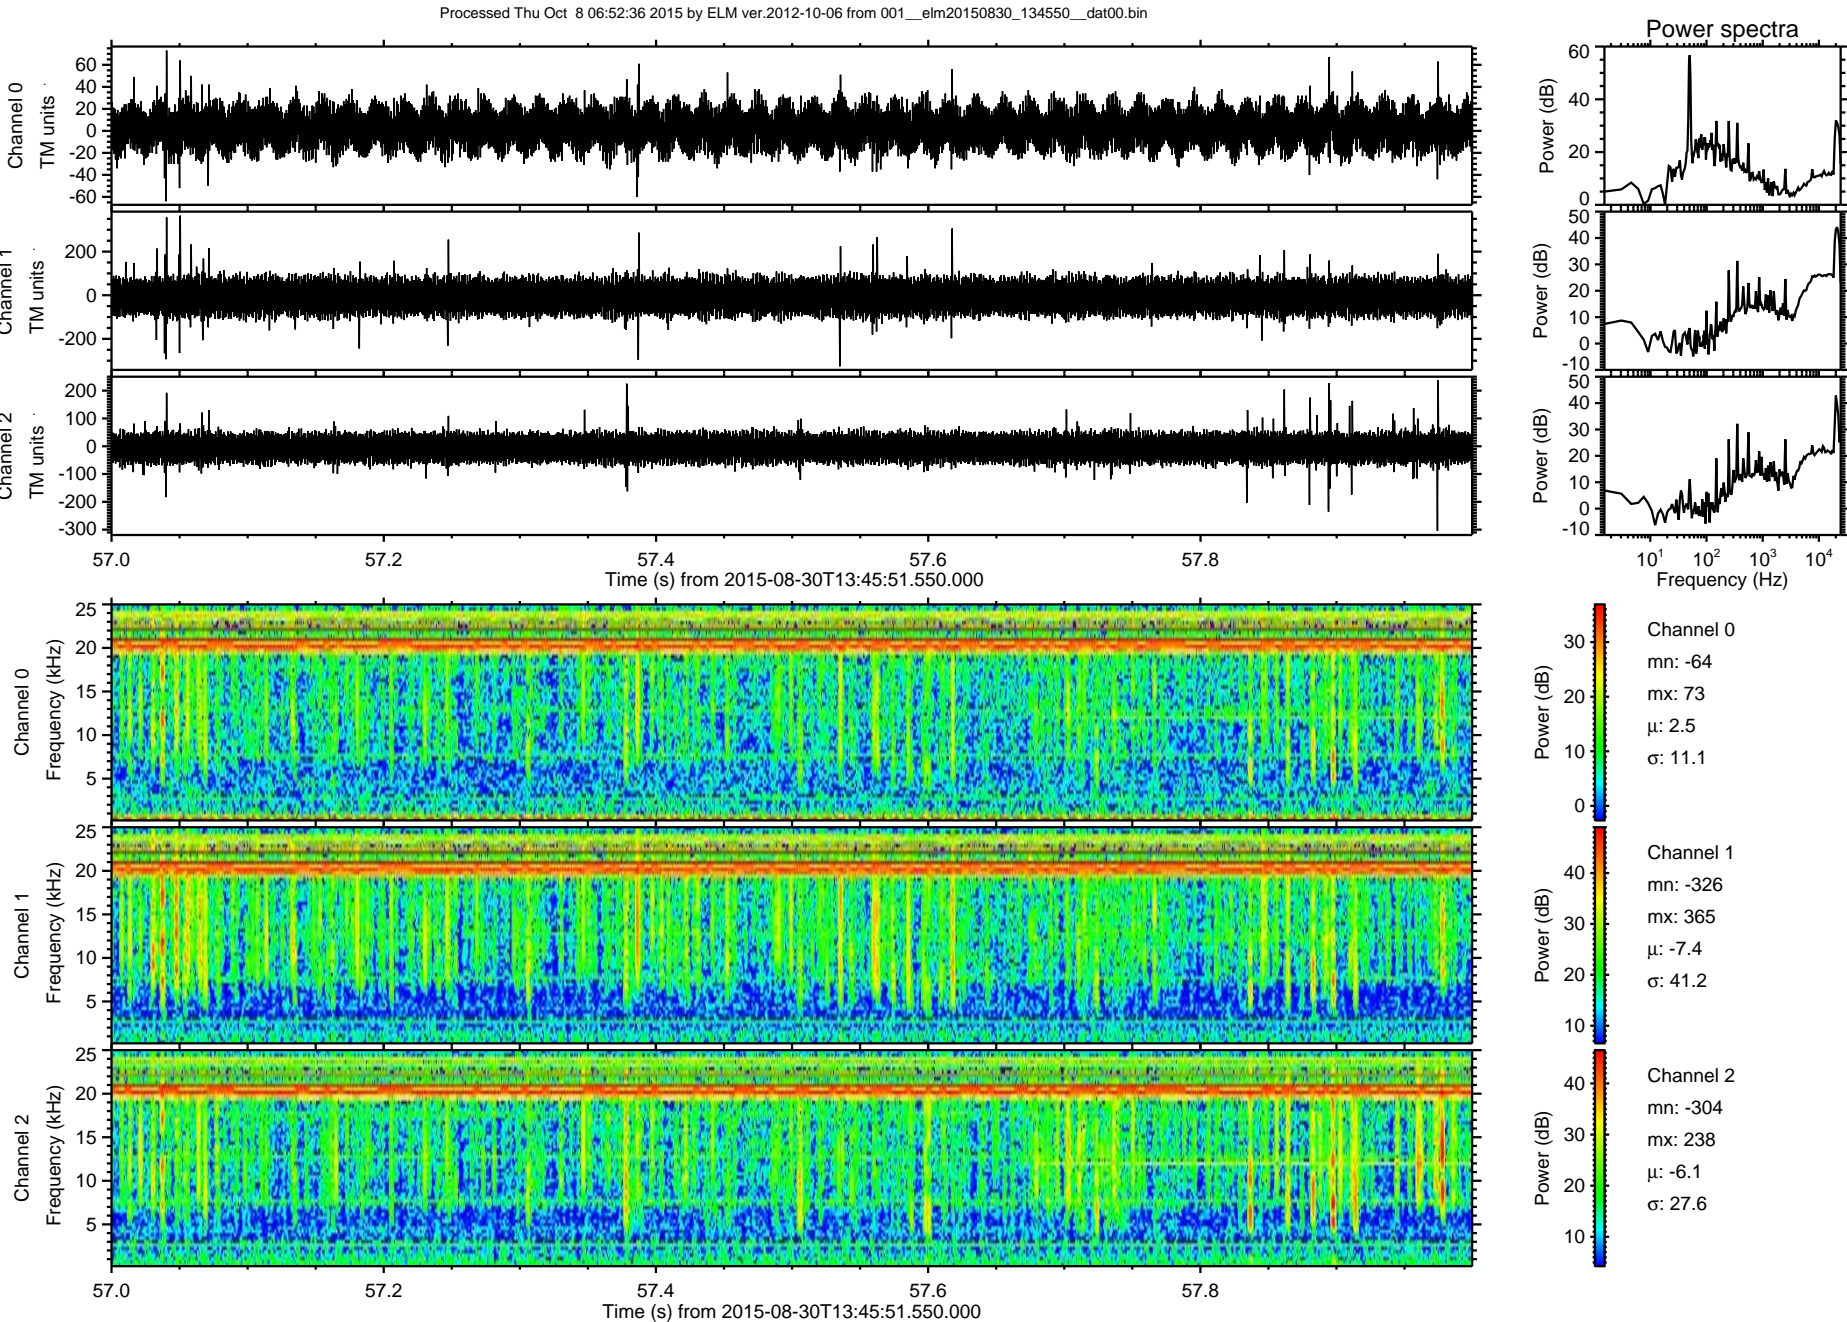 Processed Thu Oct  8 06:52:36 2015 by ELM ver.2012-10-06 from 001__elm20150830_134550__dat00.bin
Power spectra
Channel 0
TM units
60
40
20
0
-20
-40
-60
Power (dB)
60
40
20
0
Channel 1
TM units
200
0
-200
Power (dB)
50
40
30
20
10
0
-10
Channel 2
TM units
200
100
0
-100
-200
-300
Power (dB)
50
40
30
20
10
0
-10
57.0 57.2 57.4 57.6 57.8
Time (s) from 2015-08-30T13:45:51.550.000
10^1 10^2 10^3 10^4
Frequency (Hz)
Channel 0
Frequency (kHz)
25
20
15
10
5
Power (dB)
30
20
10
0
Channel 0
mn: -64
mx: 73
μ: 2.5
σ: 11.1
Channel 1
Frequency (kHz)
25
20
15
10
5
Power (dB)
40
30
20
10
Channel 1
mn: -326
mx: 365
μ: -7.4
σ: 41.2
Channel 2
Frequency (kHz)
25
20
15
10
5
Power (dB)
40
30
20
10
Channel 2
mn: -304
mx: 238
μ: -6.1
σ: 27.6
57.0 57.2 57.4 57.6 57.8
Time (s) from 2015-08-30T13:45:51.550.000